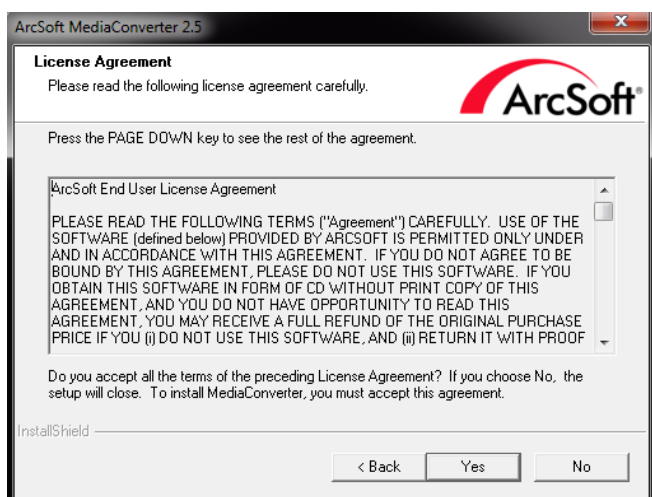 ArcSoft MediaConverter 2.5
License Agreement
Please read the following license agreement carefully.
ArcSoft®
Press the PAGE DOWN key to see the rest of the agreement.
ArcSoft End User License Agreement
PLEASE READ THE FOLLOWING TERMS ("Agreement") CAREFULLY.  USE OF THE
SOFTWARE (defined below) PROVIDED BY ARCSOFT IS PERMITTED ONLY UNDER
AND IN ACCORDANCE WITH THIS AGREEMENT.  IF YOU DO NOT AGREE TO BE
BOUND BY THIS AGREEMENT, PLEASE DO NOT USE THIS SOFTWARE.  IF YOU
OBTAIN THIS SOFTWARE IN FORM OF CD WITHOUT PRINT COPY OF THIS
AGREEMENT, AND YOU DO NOT HAVE OPPORTUNITY TO READ THIS
AGREEMENT, YOU MAY RECEIVE A FULL REFUND OF THE ORIGINAL PURCHASE
PRICE IF YOU (i) DO NOT USE THIS SOFTWARE, AND (ii) RETURN IT WITH PROOF
Do you accept all the terms of the preceding License Agreement?  If you choose No,  the
setup will close.  To install MediaConverter, you must accept this agreement.
InstallShield
< Back
Yes
No